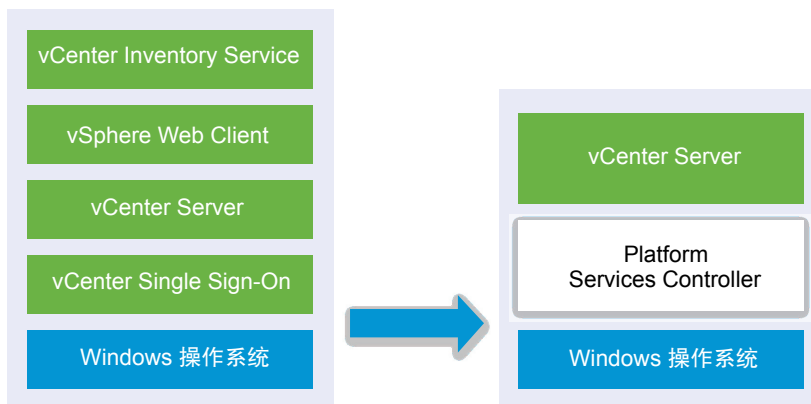 vCenter Inventory Service
vSphere Web Client
vCenter Server
vCenter Single Sign-On
Windows 操作系统
vCenter Server
Platform
Services Controller
Windows 操作系统